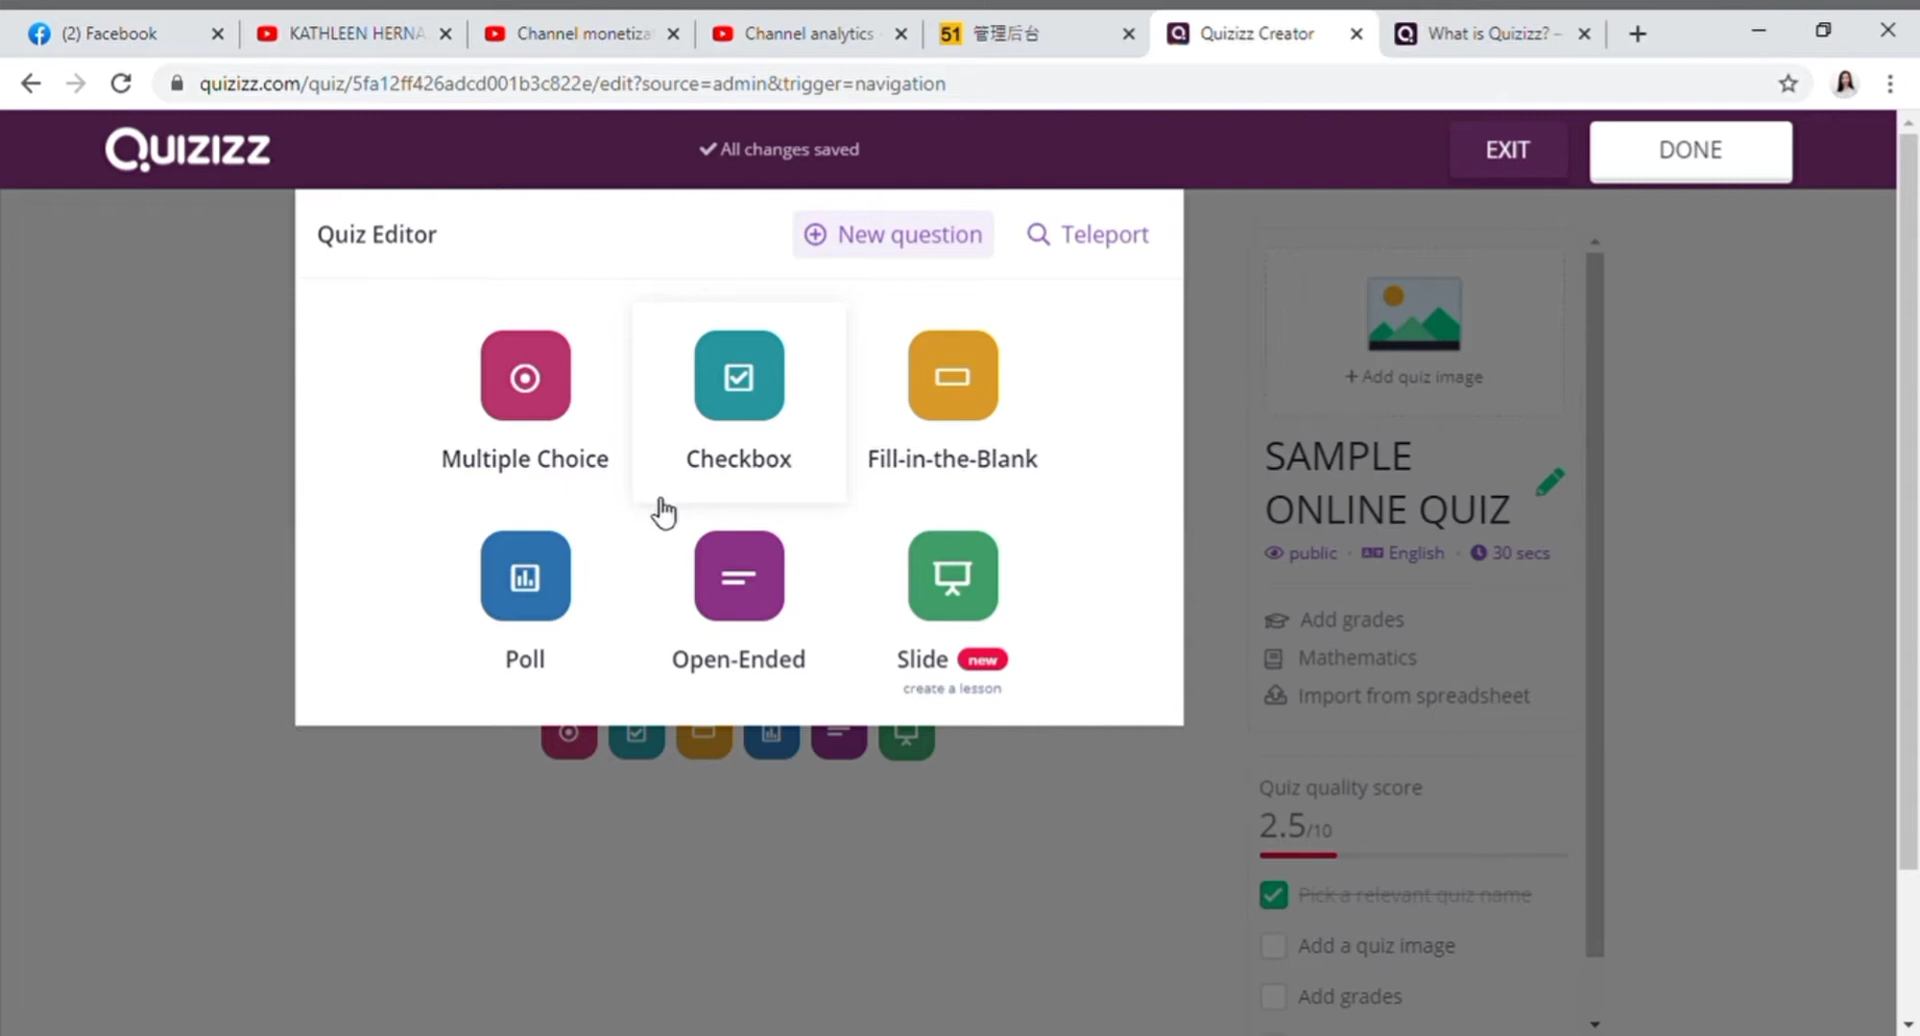 (2) Facebook
KATHLEEN HERNA
Channel monetiza
Channel analytics
51 管理后台
Quizizz Creator
What is Quizizz? –
quizizz.com/quiz/5fa12ff426adcd001b3c822e/edit?source=admin&trigger=navigation
QUIZIZZ
All changes saved
EXIT
DONE
Quiz Editor
New question
Teleport
Multiple Choice
Checkbox
Fill-in-the-Blank
Poll
Open-Ended
Slide new
create a lesson
+ Add quiz image
SAMPLE
ONLINE QUIZ
public · English · 30 secs
Add grades
Mathematics
Import from spreadsheet
Quiz quality score
2.5/10
Pick a relevant quiz name
Add a quiz image
Add grades